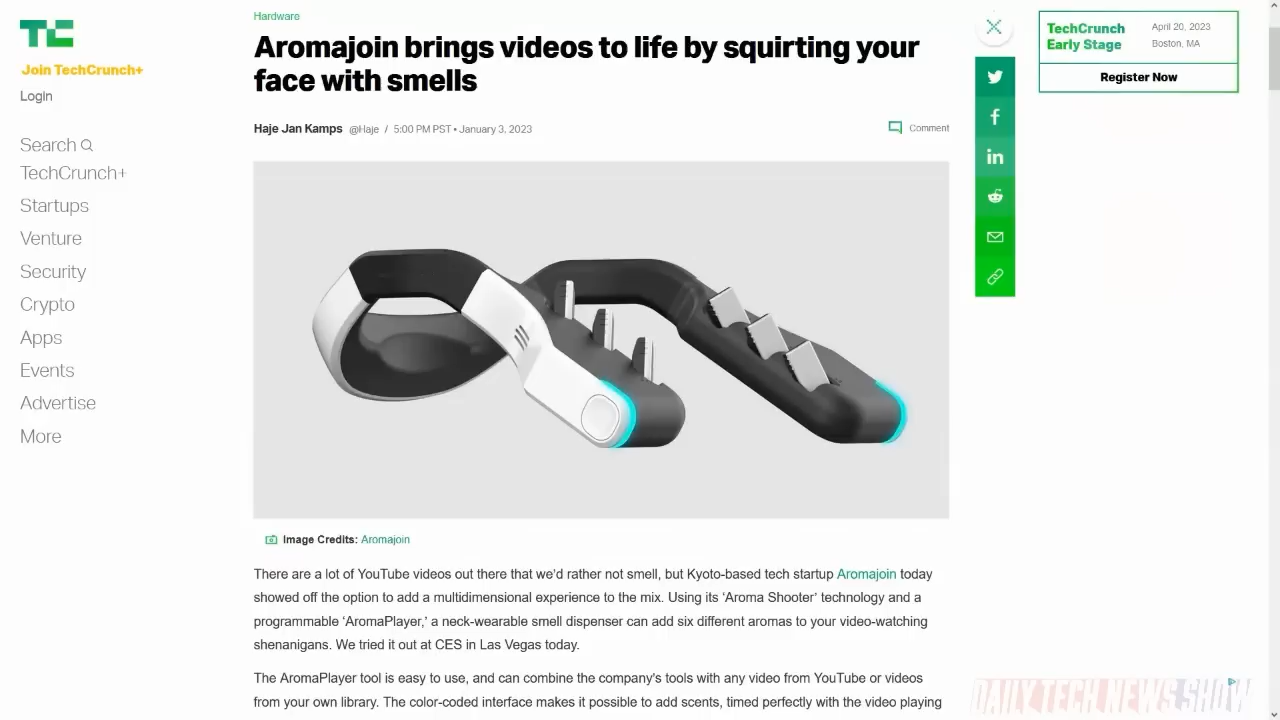 TC
Join TechCrunch+
Login
Search
TechCrunch+
Startups
Venture
Security
Crypto
Apps
Events
Advertise
More
Hardware
Aromajoin brings videos to life by squirting your
face with smells
Haje Jan Kamps @Haje / 5:00 PM PST • January 3, 2023
Comment
Image Credits: Aromajoin
There are a lot of YouTube videos out there that we’d rather not smell, but Kyoto-based tech startup Aromajoin today
showed off the option to add a multidimensional experience to the mix. Using its ‘Aroma Shooter’ technology and a
programmable ‘AromaPlayer,’ a neck-wearable smell dispenser can add six different aromas to your video-watching
shenanigans. We tried it out at CES in Las Vegas today.
The AromaPlayer tool is easy to use, and can combine the company's tools with any video from YouTube or videos
from your own library. The color-coded interface makes it possible to add scents, timed perfectly with the video playing
f
in
TechCrunch
Early Stage
April 20, 2023
Boston, MA
Register Now
DAILY TECH NEWS SHOW